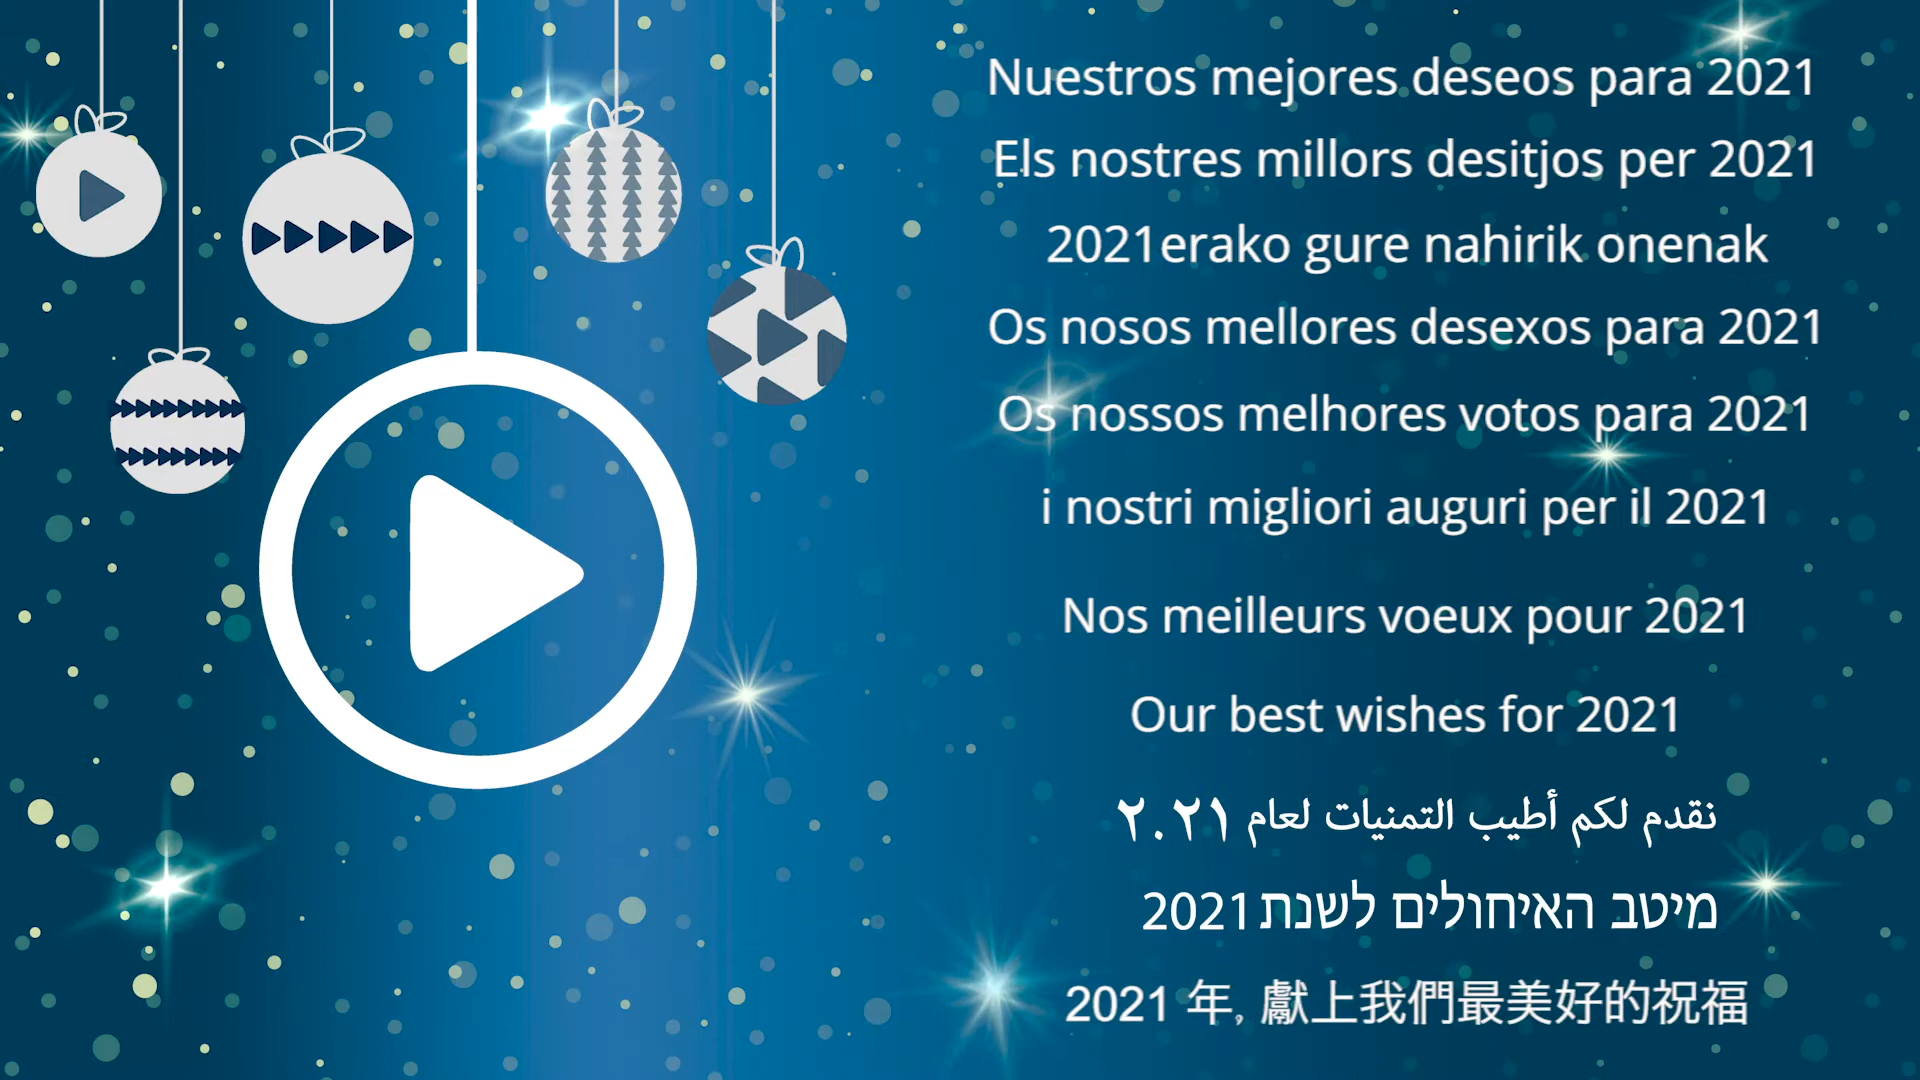 Nuestros mejores deseos para 2021
Els nostres millors desitjos per 2021
2021erako gure nahirik onenak
Os nosos mellores desexos para 2021
Os nossos melhores votos para 2021
i nostri migliori auguri per il 2021
Nos meilleurs voeux pour 2021
Our best wishes for 2021
نقدم لكم أطيب التمنيات لعام ٢.٢١
מיטב האיחולים לשנת 2021
2021 年, 獻上我們最美好的祝福